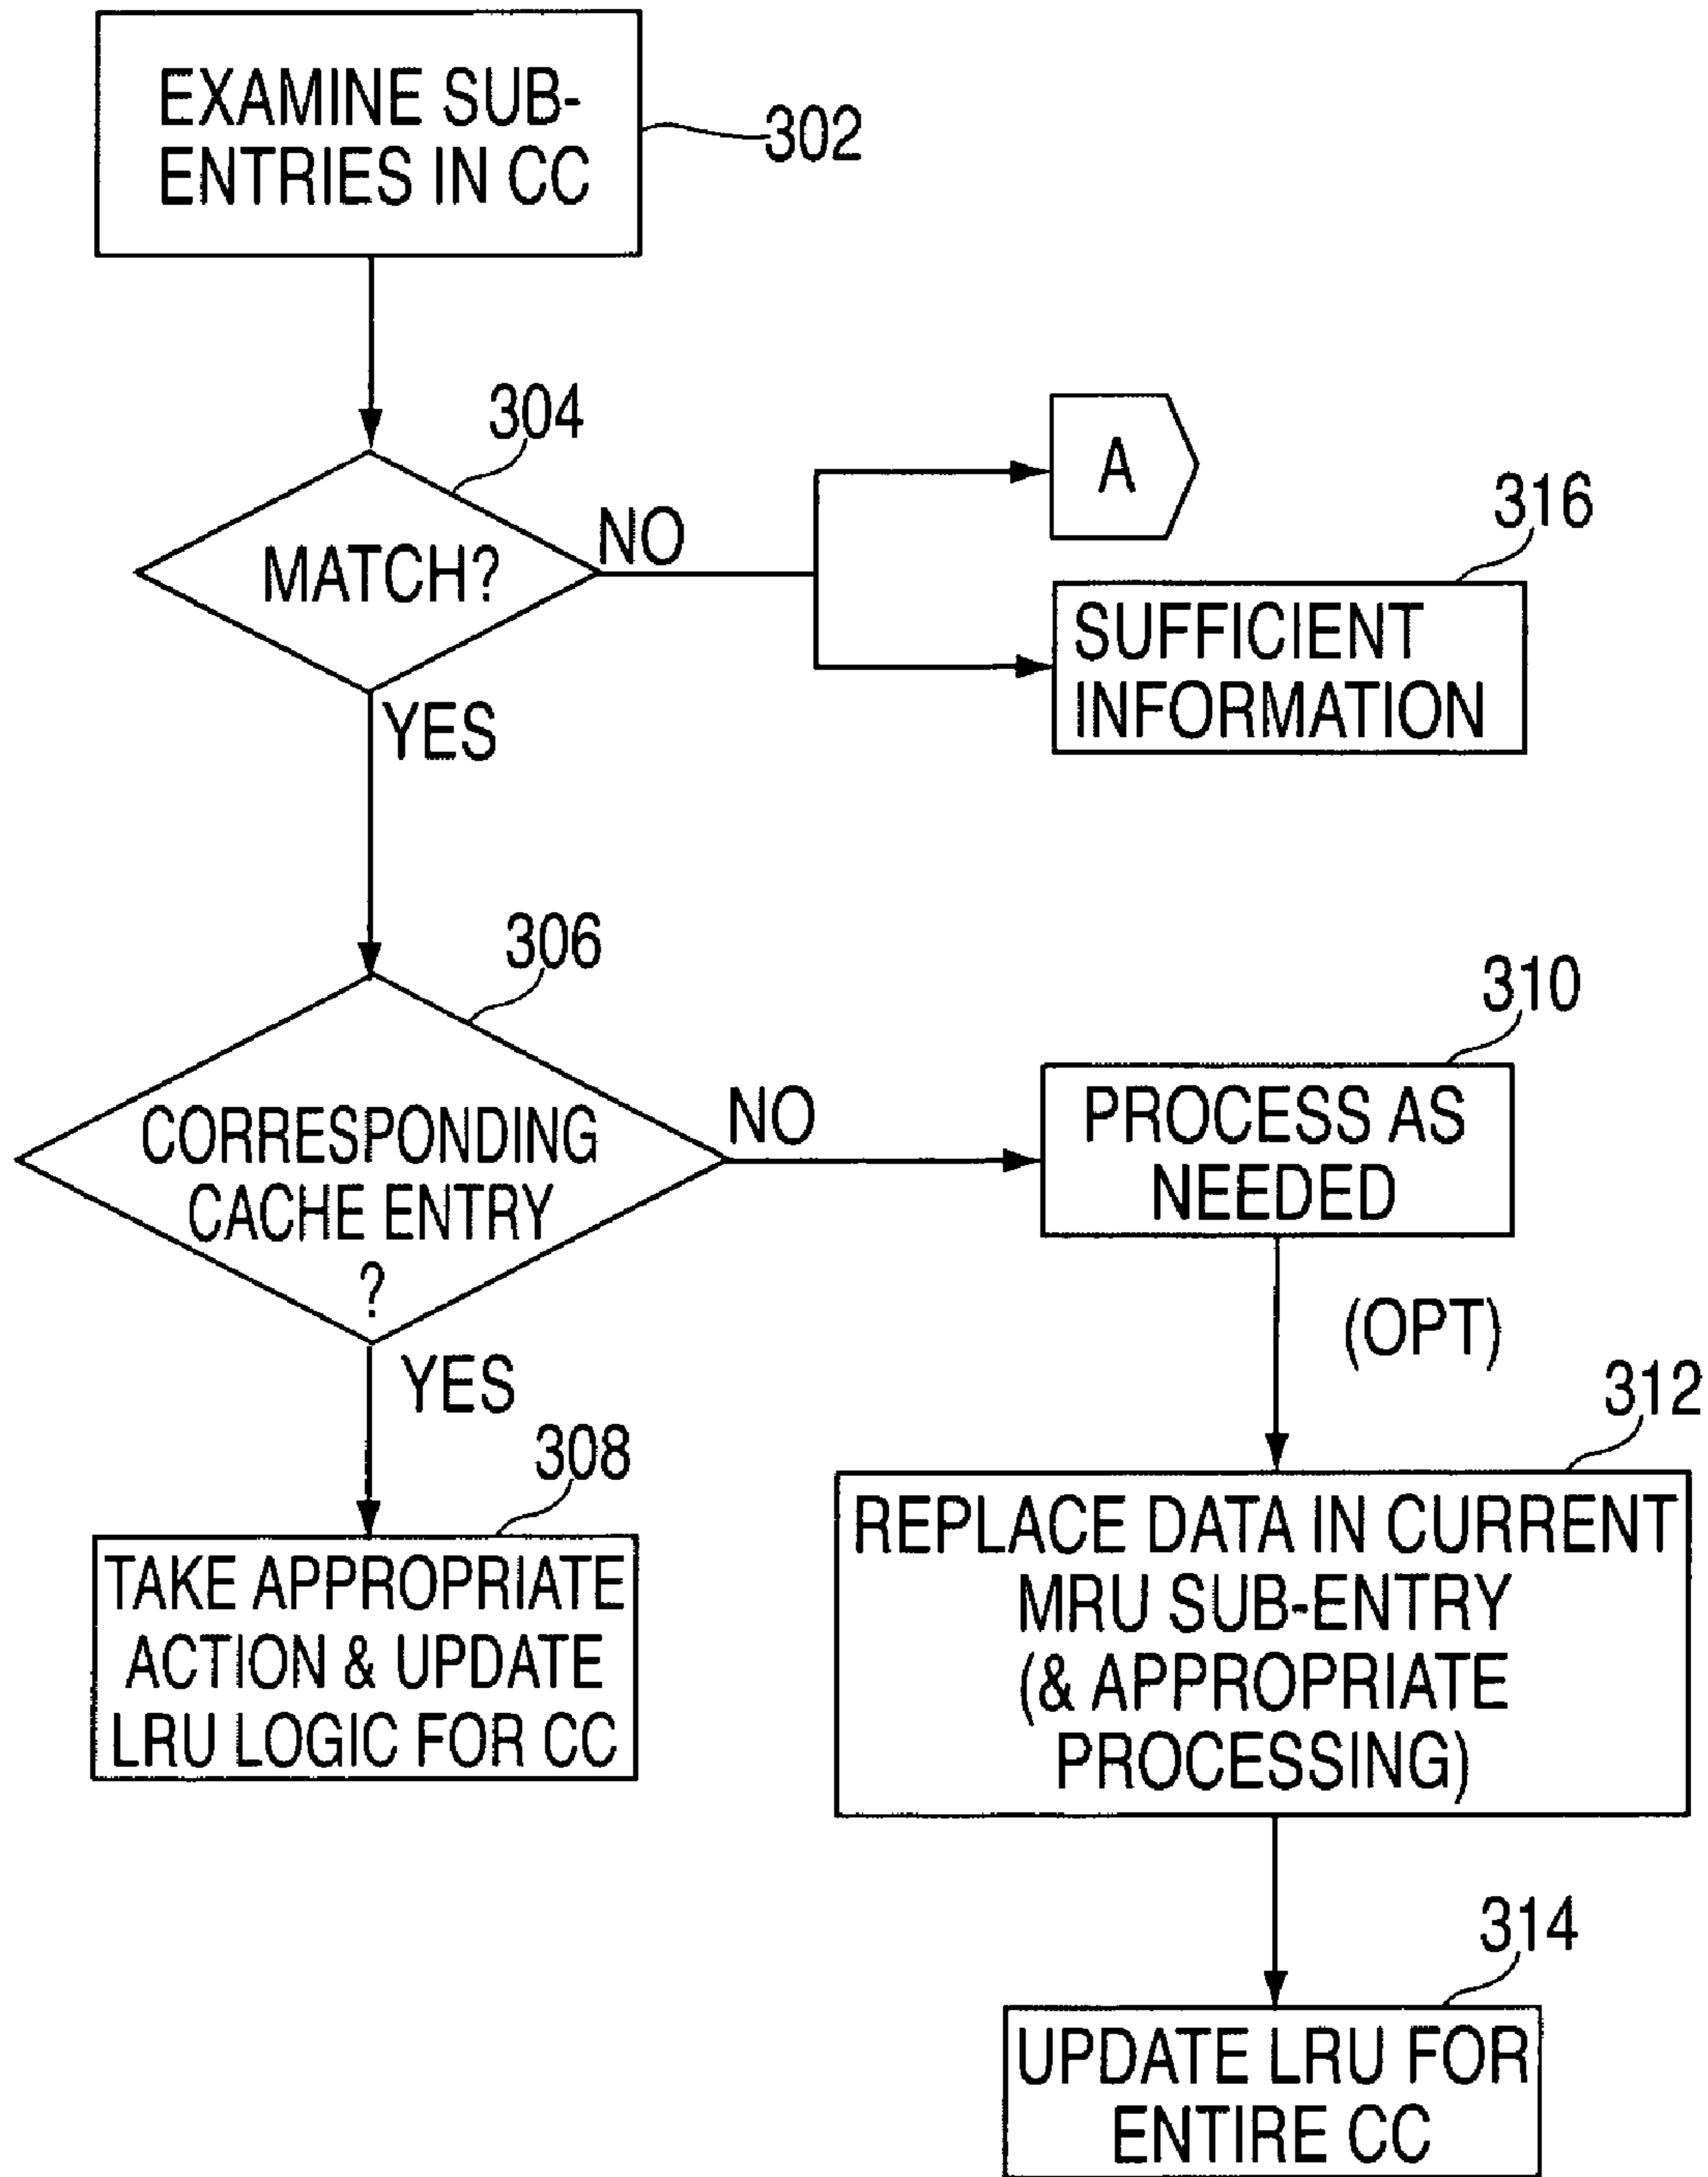 EXAMINE SUB-
ENTRIES IN CC
302
304
MATCH?
NO
A
316
SUFFICIENT
INFORMATION
YES
306
CORRESPONDING
CACHE ENTRY
?
NO
310
PROCESS AS
NEEDED
(OPT)
YES
308
TAKE APPROPRIATE
ACTION & UPDATE
LRU LOGIC FOR CC
312
REPLACE DATA IN CURRENT
MRU SUB-ENTRY
(& APPROPRIATE
PROCESSING)
314
UPDATE LRU FOR
ENTIRE CC